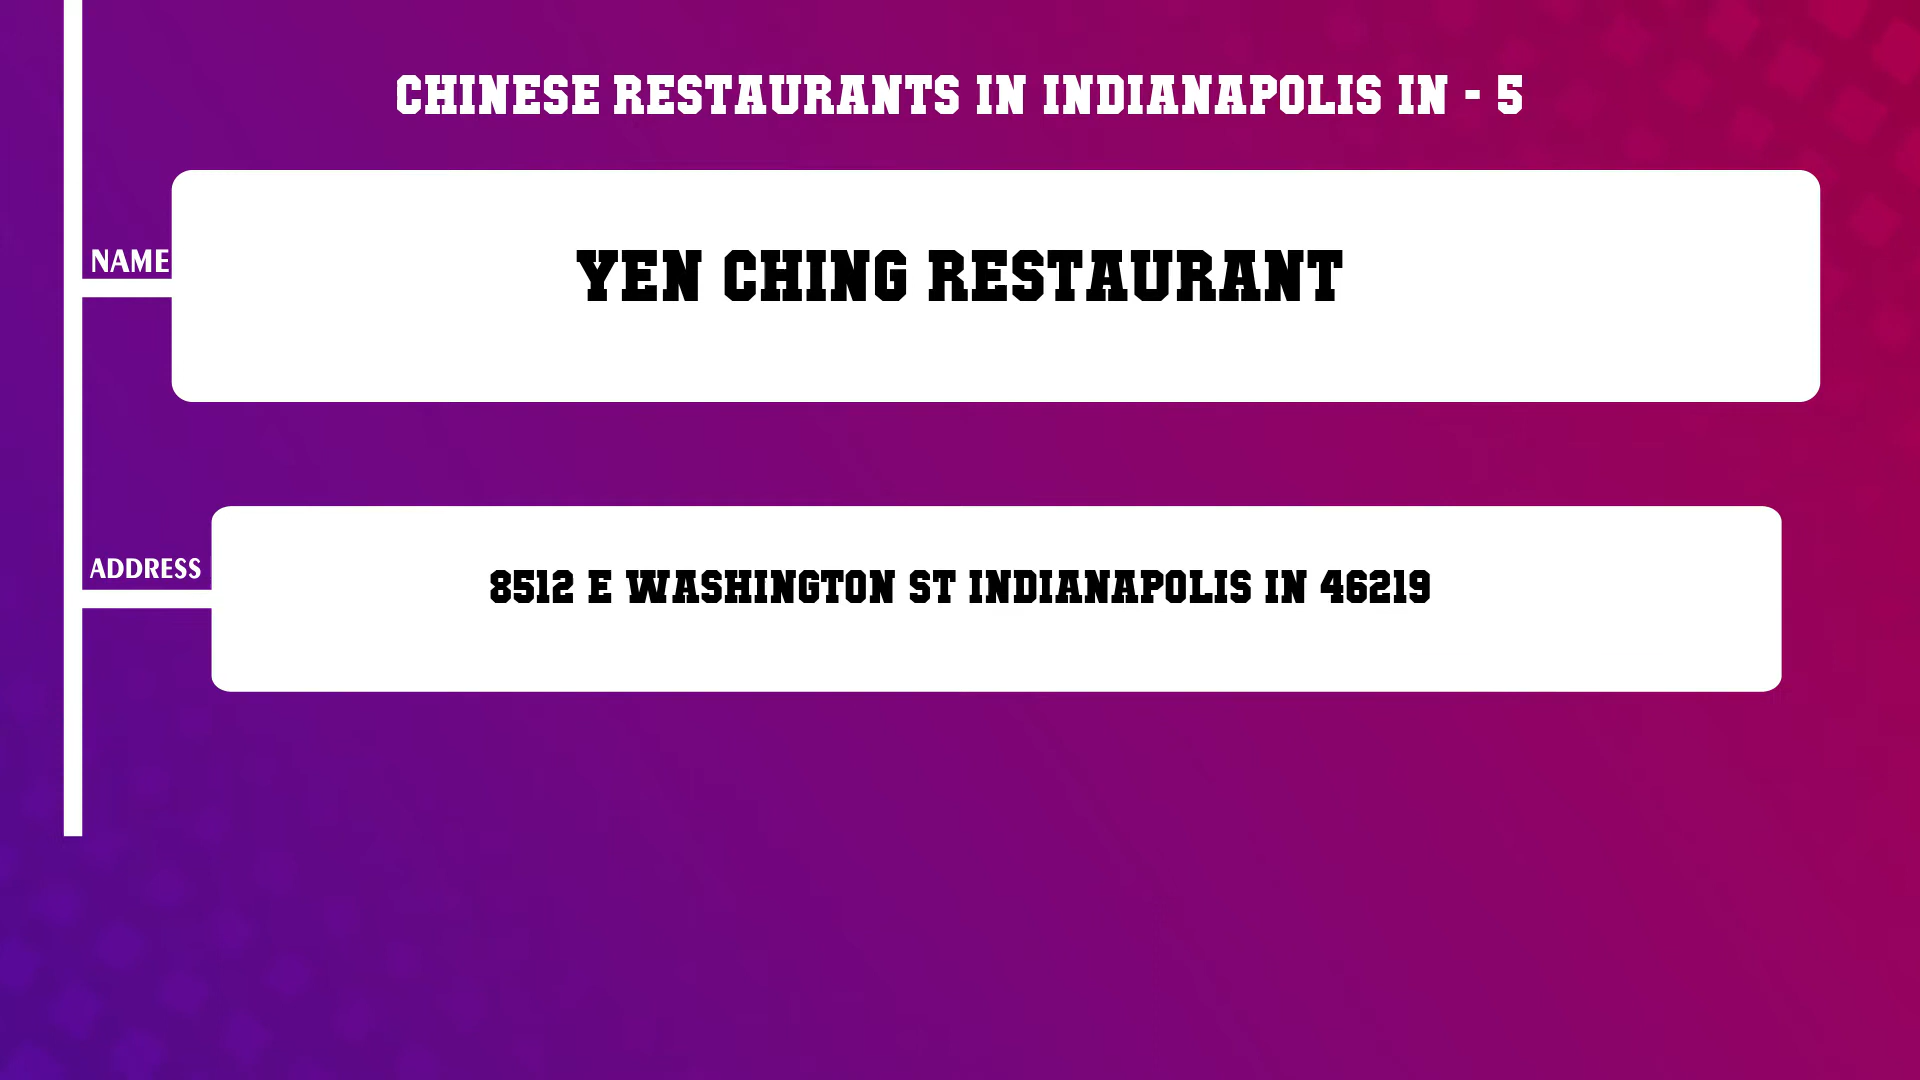 CHINESE RESTAURANTS IN INDIANAPOLIS IN - 5
NAME
YEN CHING RESTAURANT
ADDRESS
8512 E WASHINGTON ST INDIANAPOLIS IN 46219